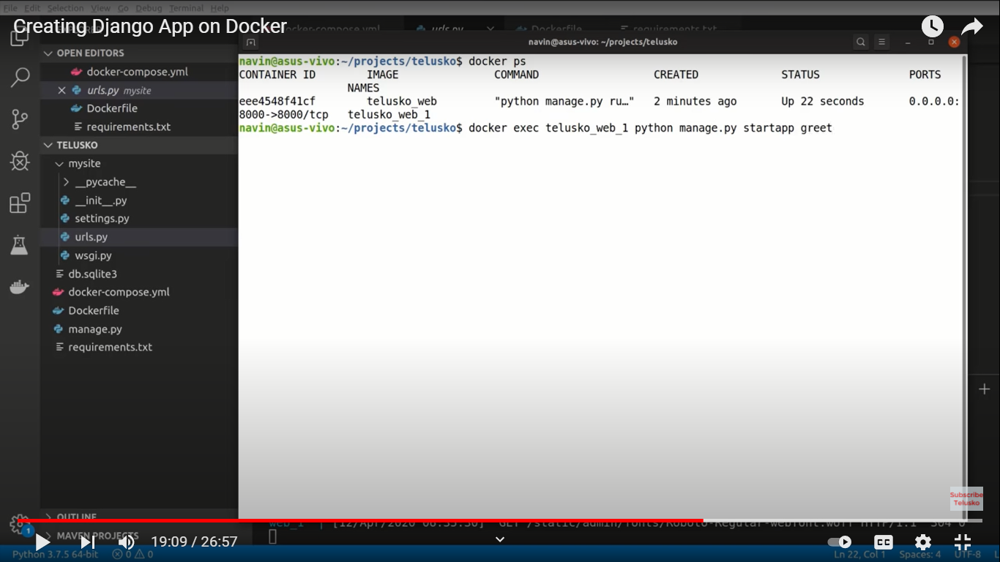 File Edit Selection View Go Debug Terminal Help
Creating Django App on Docker
docker-compose.yml urls.py Dockerfile requirements.txt
navin@asus-vivo: ~/projects/telusko
OPEN EDITORS
docker-compose.yml
urls.py mysite
Dockerfile
requirements.txt
TELUSKO
mysite
__pycache__
__init__.py
settings.py
urls.py
wsgi.py
db.sqlite3
docker-compose.yml
Dockerfile
manage.py
requirements.txt
OUTLINE
MAVEN PROJECTS
navin@asus-vivo:~/projects/telusko$ docker ps
CONTAINER ID IMAGE COMMAND CREATED STATUS PORTS
NAMES
eee4548f41cf telusko_web "python manage.py ru…" 2 minutes ago Up 22 seconds 0.0.0.0:
8000->8000/tcp telusko_web_1
navin@asus-vivo:~/projects/telusko$ docker exec telusko_web_1 python manage.py startapp greet
Subscribe
Telusko
web_1 | [12/Apr/2020 06:55:50] "GET /static/admin/fonts/Roboto-Regular-webfont.woff HTTP/1.1" 304 0
1
19:09 / 26:57
CC
Python 3.7.5 64-bit 0 0 Ln 22, Col 1 Spaces: 4 UTF-8 L